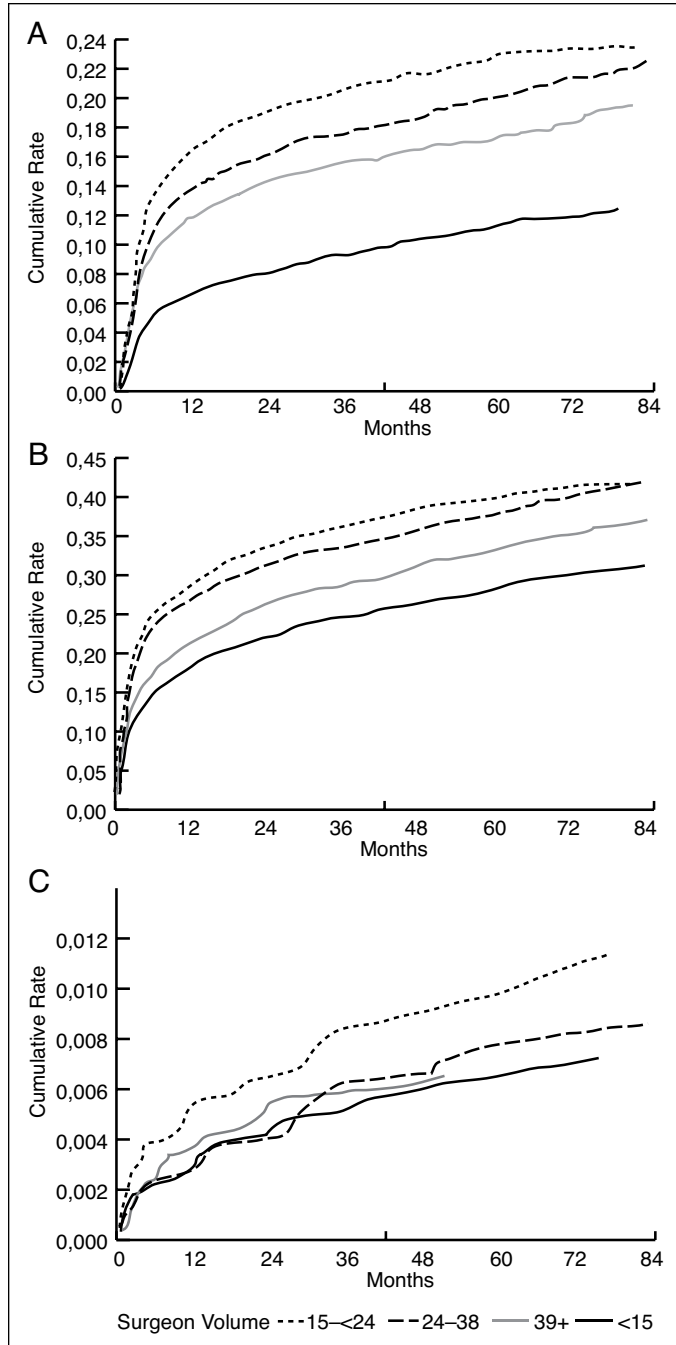 A
0,24
0,22
0,20
0,18
0,16
0,14
0,12
0,10
0,08
0,06
0,04
0,02
0,00
Cumulative Rate
0 12 24 36 48 60 72 84
Months
B
0,45
0,40
0,35
0,30
0,25
0,20
0,15
0,10
0,05
0,00
Cumulative Rate
0 12 24 36 48 60 72 84
Months
C
0,012
0,010
0,008
0,006
0,004
0,002
0,000
Cumulative Rate
0 12 24 36 48 60 72 84
Months
Surgeon Volume 15–<24 24–38 39+ <15